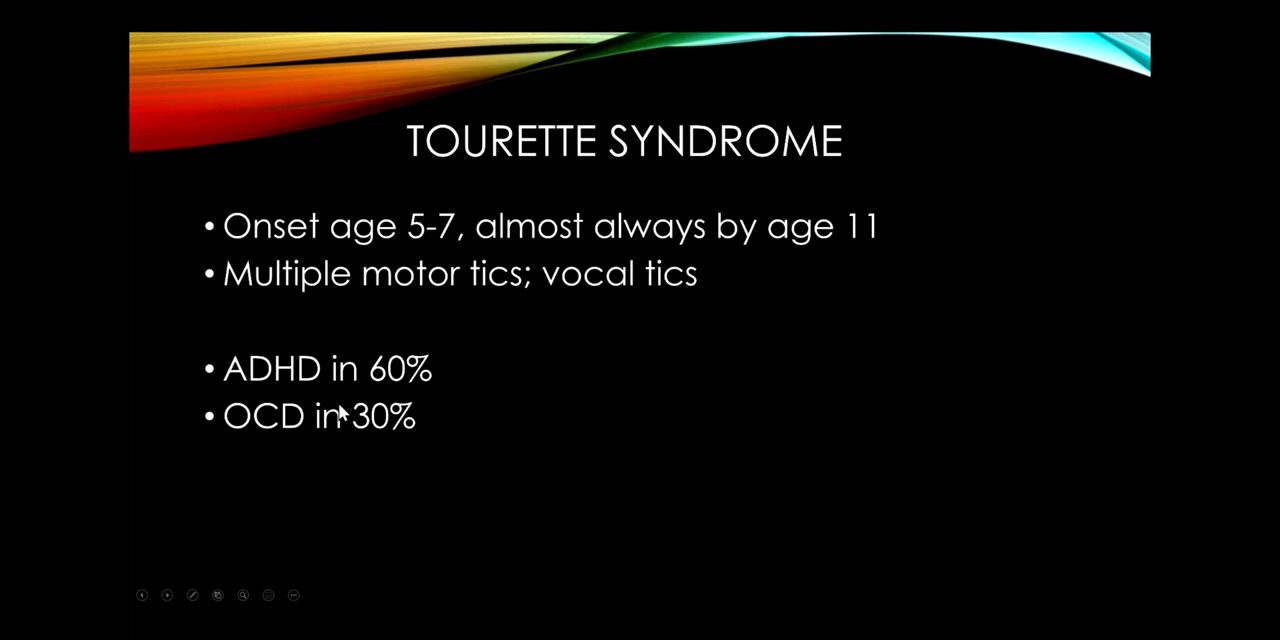 TOURETTE SYNDROME
• Onset age 5-7, almost always by age 11
• Multiple motor tics; vocal tics
• ADHD in 60%
• OCD in 30%